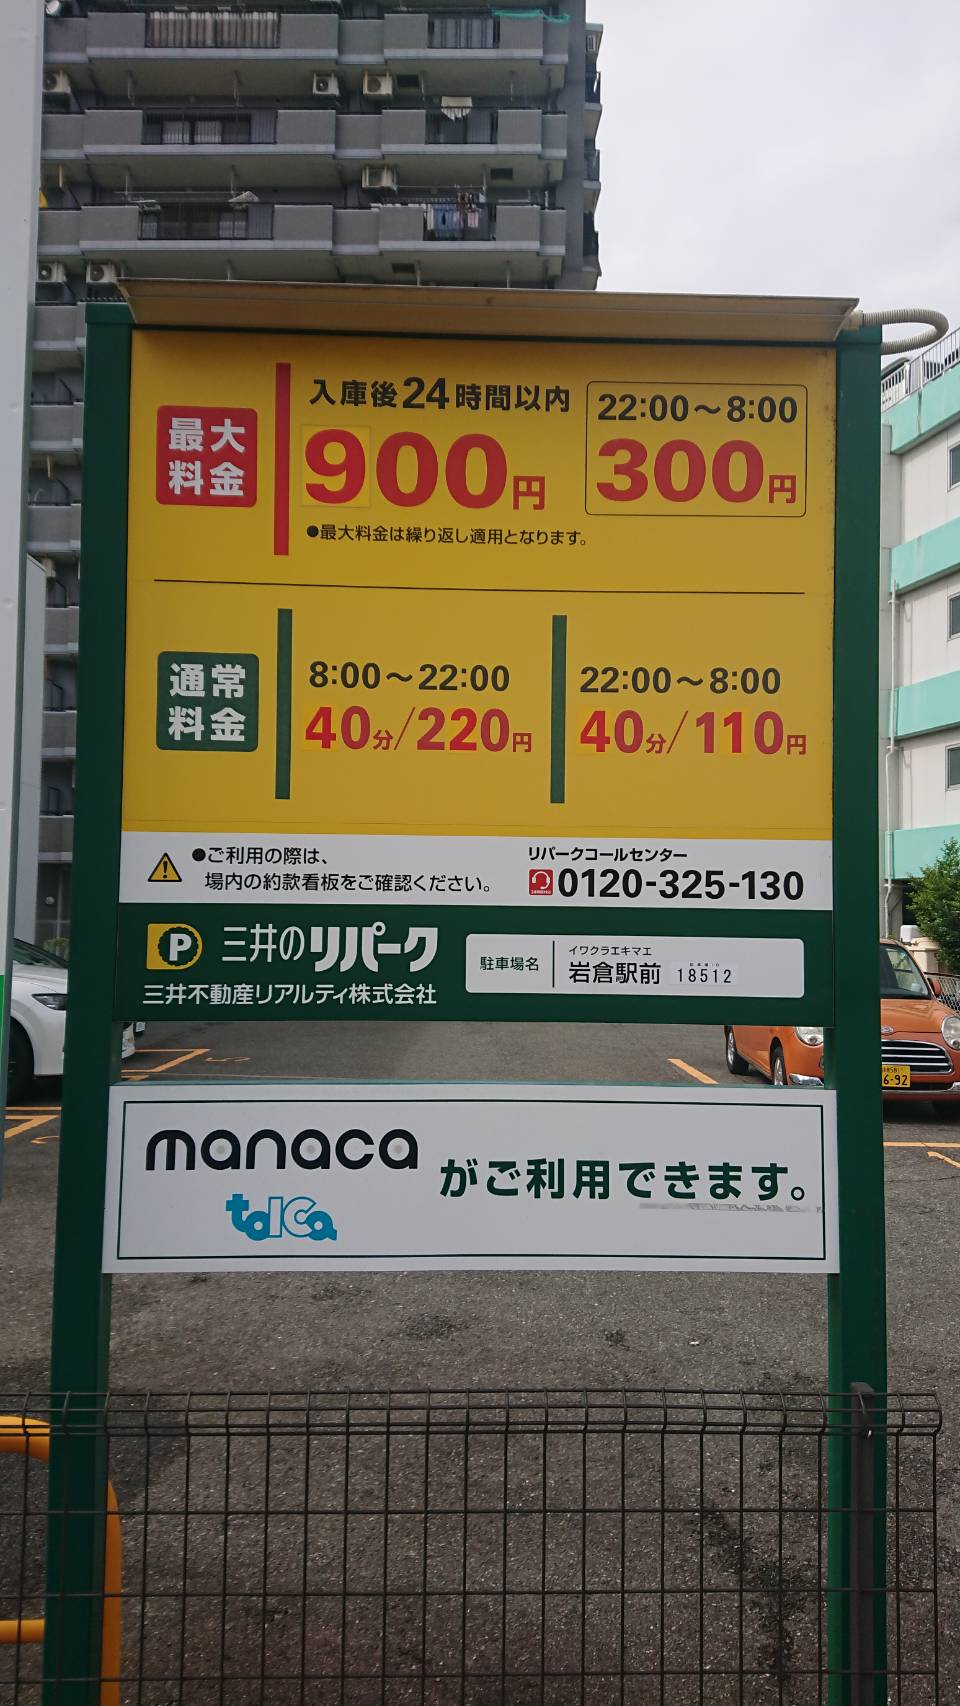 最大料金
入庫後24時間以内
900円
22:00～8:00
300円
●最大料金は繰り返し適用となります。
通常料金
8:00～22:00
40分/220円
22:00～8:00
40分/110円
●ご利用の際は、
場内の約款看板をご確認ください。
リパークコールセンター
0120-325-130
P 三井のリパーク
三井不動産リアルティ株式会社
駐車場名
イワクラエキマエ
岩倉駅前 18512
manaca
toICa
がご利用できます。
6-92